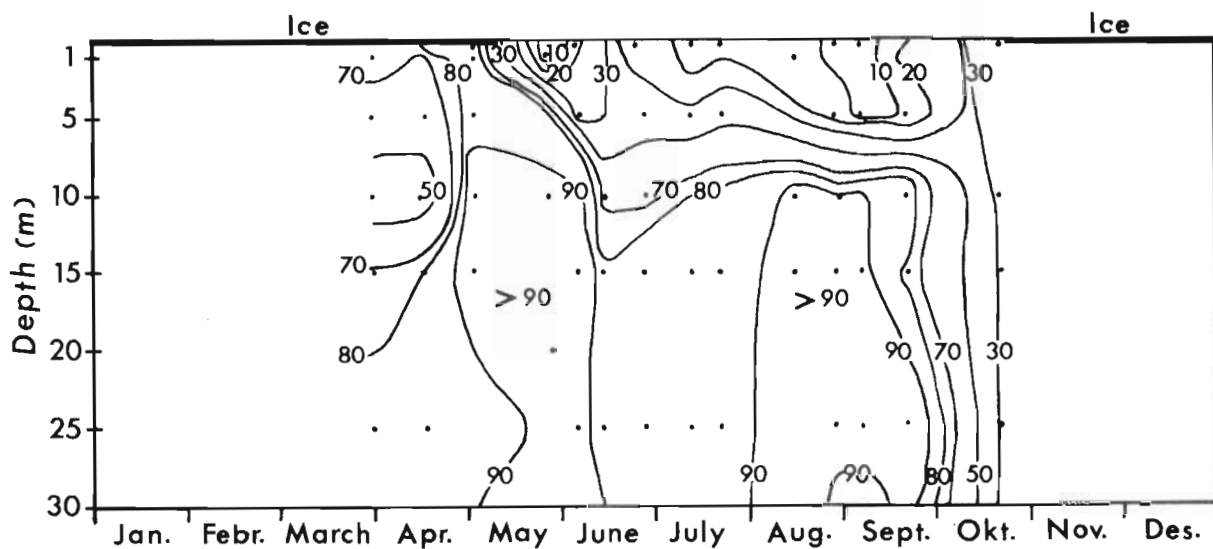 Ice Ice
1 70 80 30 10 20 30 10 20 30
5
10 50 90 70 80
15 70 >90 >90
20 80 90 70 30
25
30 90 90 90 80 50
Depth (m)
Jan. Febr. March Apr. May June July Aug. Sept. Okt. Nov. Des.